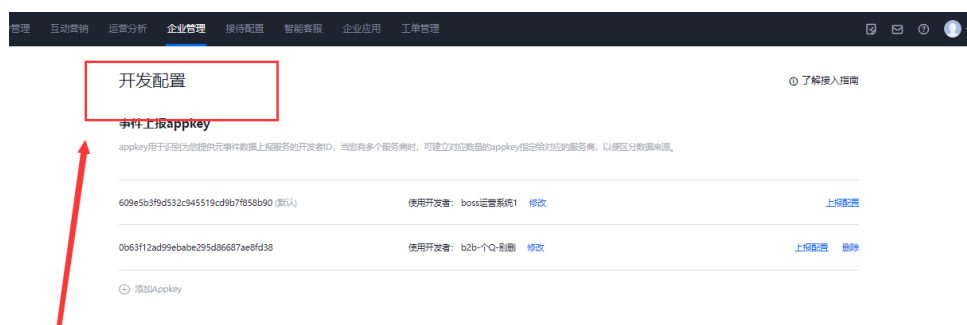 管理 互动营销 运营分析 企业管理 接待配置 智能客服 企业应用 工单管理
开发配置
了解接入指南
事件上报appkey
appkey用于识别为您提供元事件数据上报服务的开发者ID，当您有多个服务商时，可建立对应数量的appkey指定给对应的服务商，以便区分数据来源。
609e5b3f9d532c945519cd9b7f858b90 (默认) 使用开发者： boss运营系统1 修改 上报配置
0b63f12ad99ebabe295d86687ae8fd38 使用开发者： b2b-个Q-别删 修改 上报配置 删除
添加Appkey